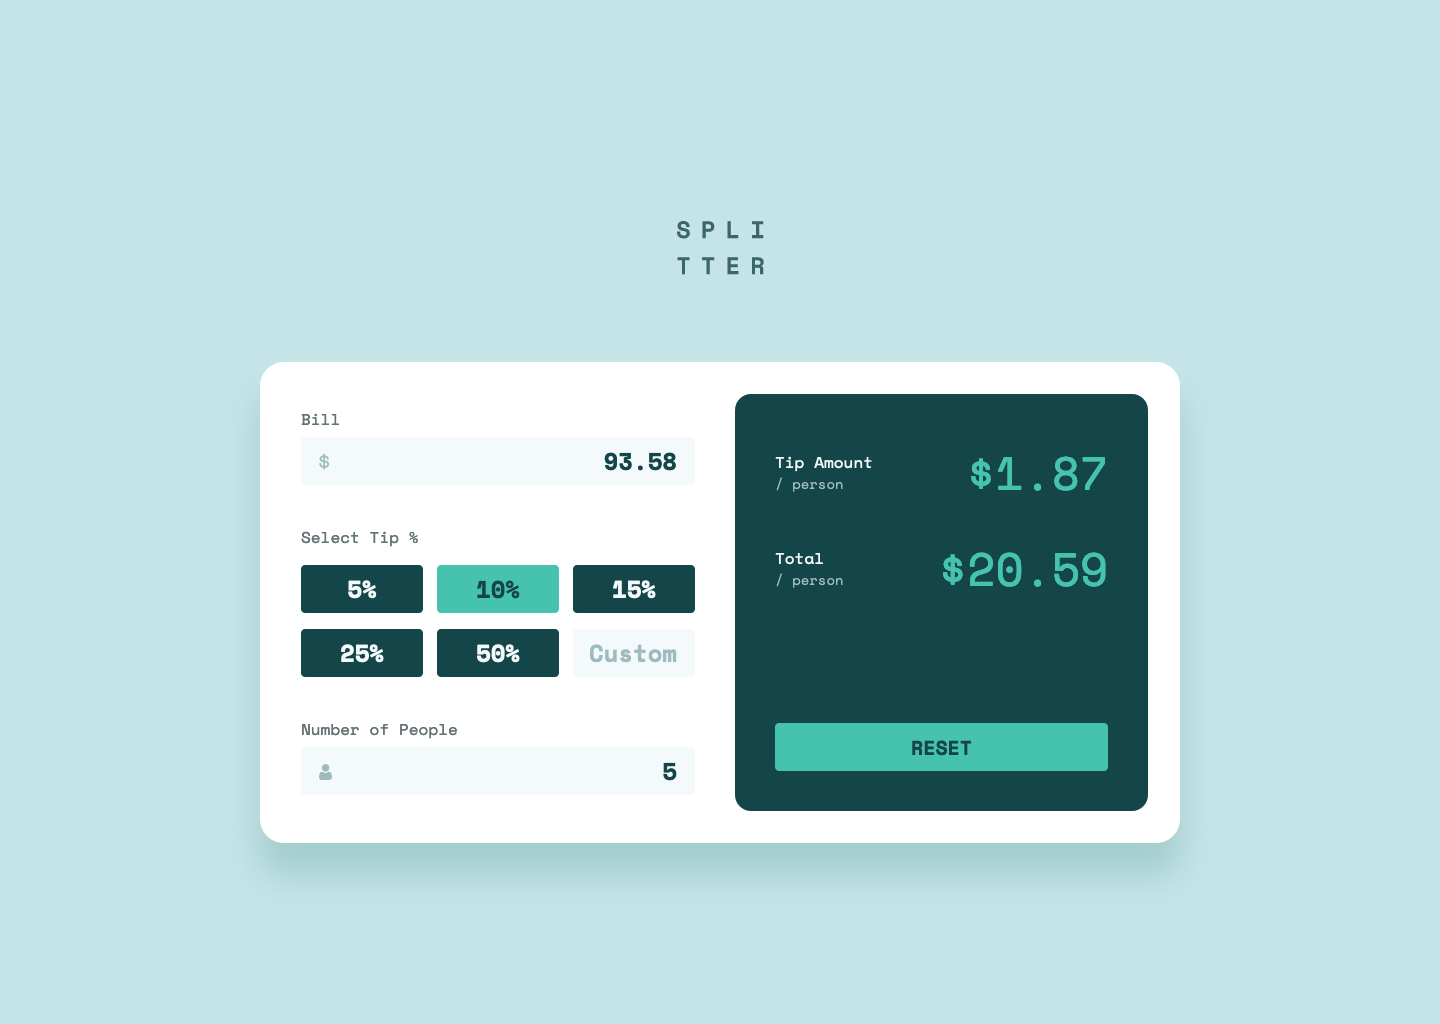 SPLI
TTER
Bill
$ 93.58
Select Tip %
5% 10% 15%
25% 50% Custom
Number of People
5
Tip Amount
/ person
$1.87
Total
/ person
$20.59
RESET